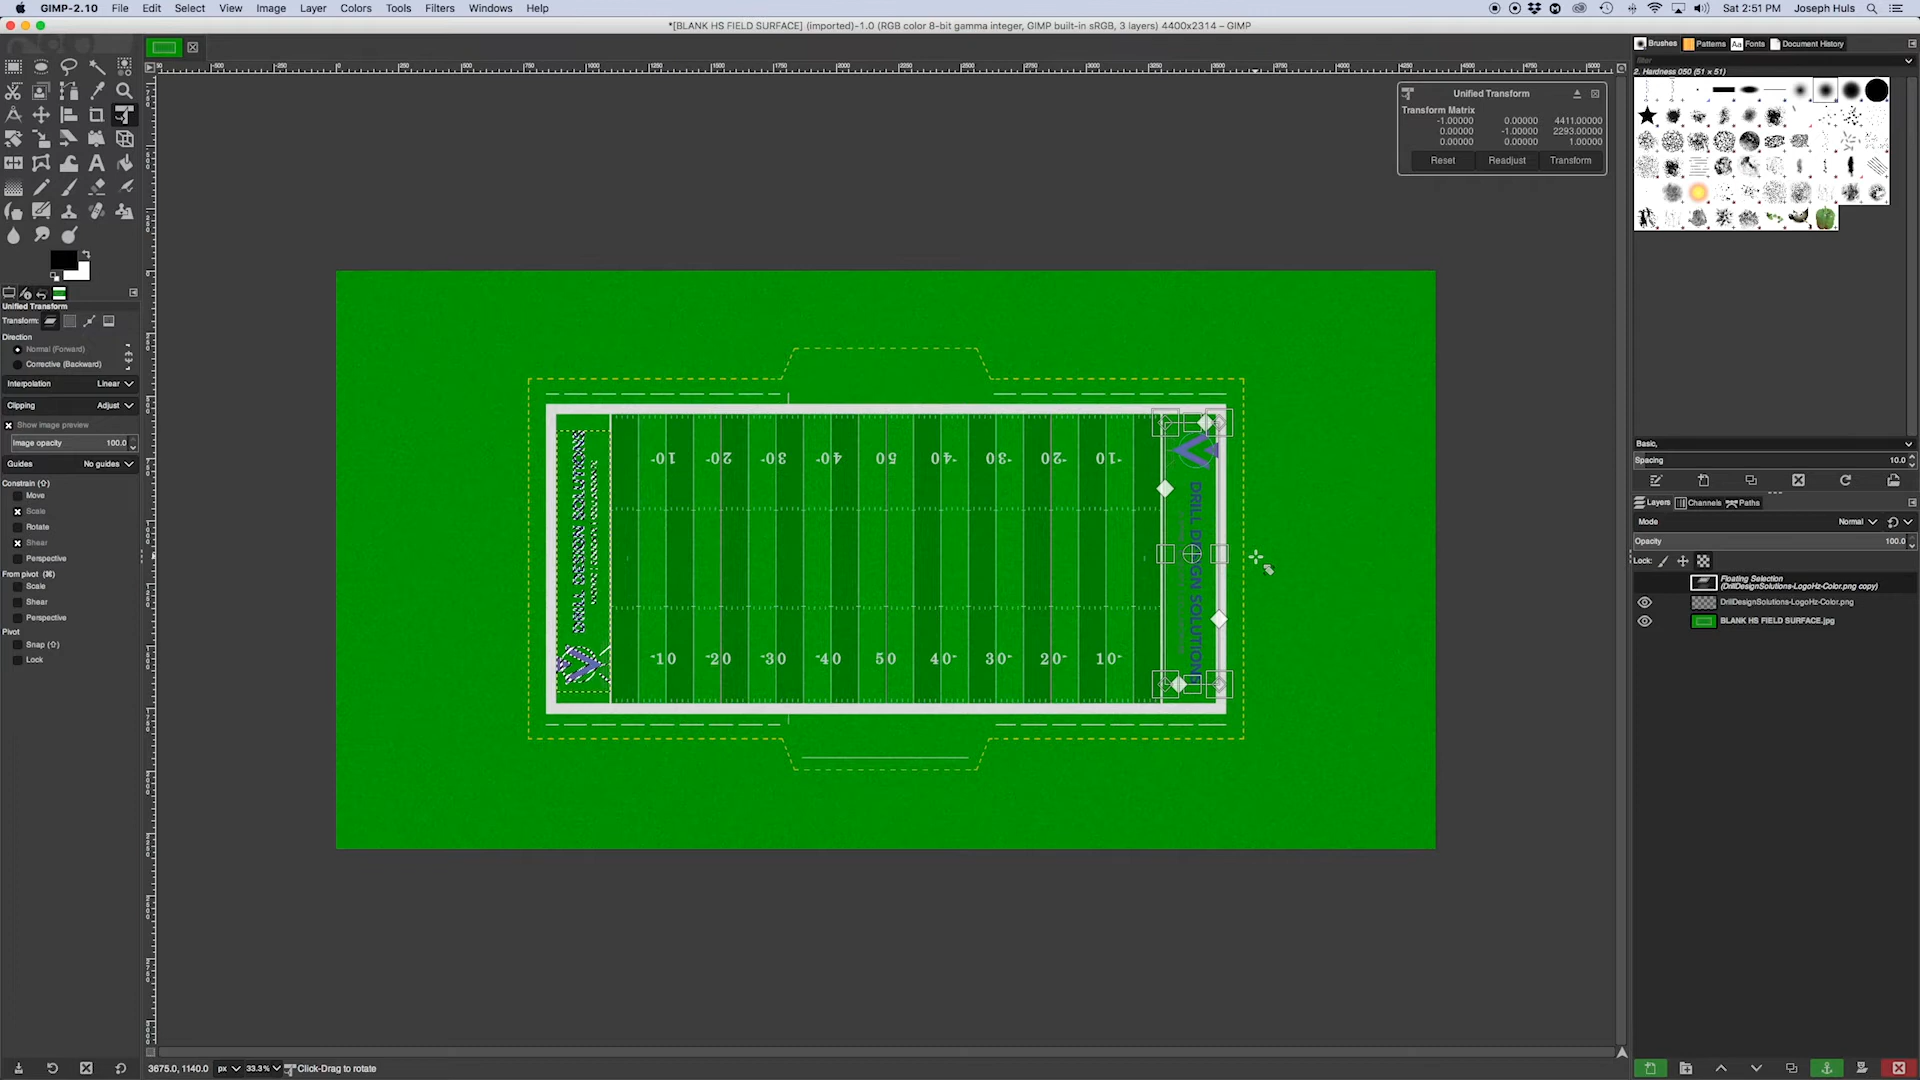 GIMP-2.10 File Edit Select View Image Layer Colors Tools Filters Windows Help
Sat 2:51 PM Joseph Huls
*[BLANK HS FIELD SURFACE] (imported)-1.0 (RGB color 8-bit gamma integer, GIMP built-in sRGB, 3 layers) 4400x2314 – GIMP
Brushes Patterns Fonts Document History
filter
2. Hardness 050 (51 x 51)
Unified Transform
Transform Matrix
-1.00000 0.00000 4411.00000
0.00000 -1.00000 2293.00000
0.00000 0.00000 1.00000
Reset Readjust Transform
Unified Transform
Transform:
Direction
Normal (Forward)
Corrective (Backward)
Interpolation Linear
Clipping Adjust
Show image preview
Image opacity 100.0
Guides No guides
Constrain (⇧)
Move
Scale
Rotate
Shear
Perspective
From pivot (⌘)
Scale
Shear
Perspective
Pivot
Snap (⇧)
Lock
-10 -20 -30 -40 50 40- 30- 20- 10-
-10 -20 -30 -40 50 40- 30- 20- 10-
DRILL DESIGN SOLUTIONS
Basic,
Spacing 10.0
Layers Channels Paths
Mode Normal
Opacity 100.0
Lock:
Floating Selection
(DrillDesignSolutions-LogoHz-Color.png copy)
DrillDesignSolutions-LogoHz-Color.png
BLANK HS FIELD SURFACE.jpg
3675.0, 1140.0 px 33.3% Click-Drag to rotate